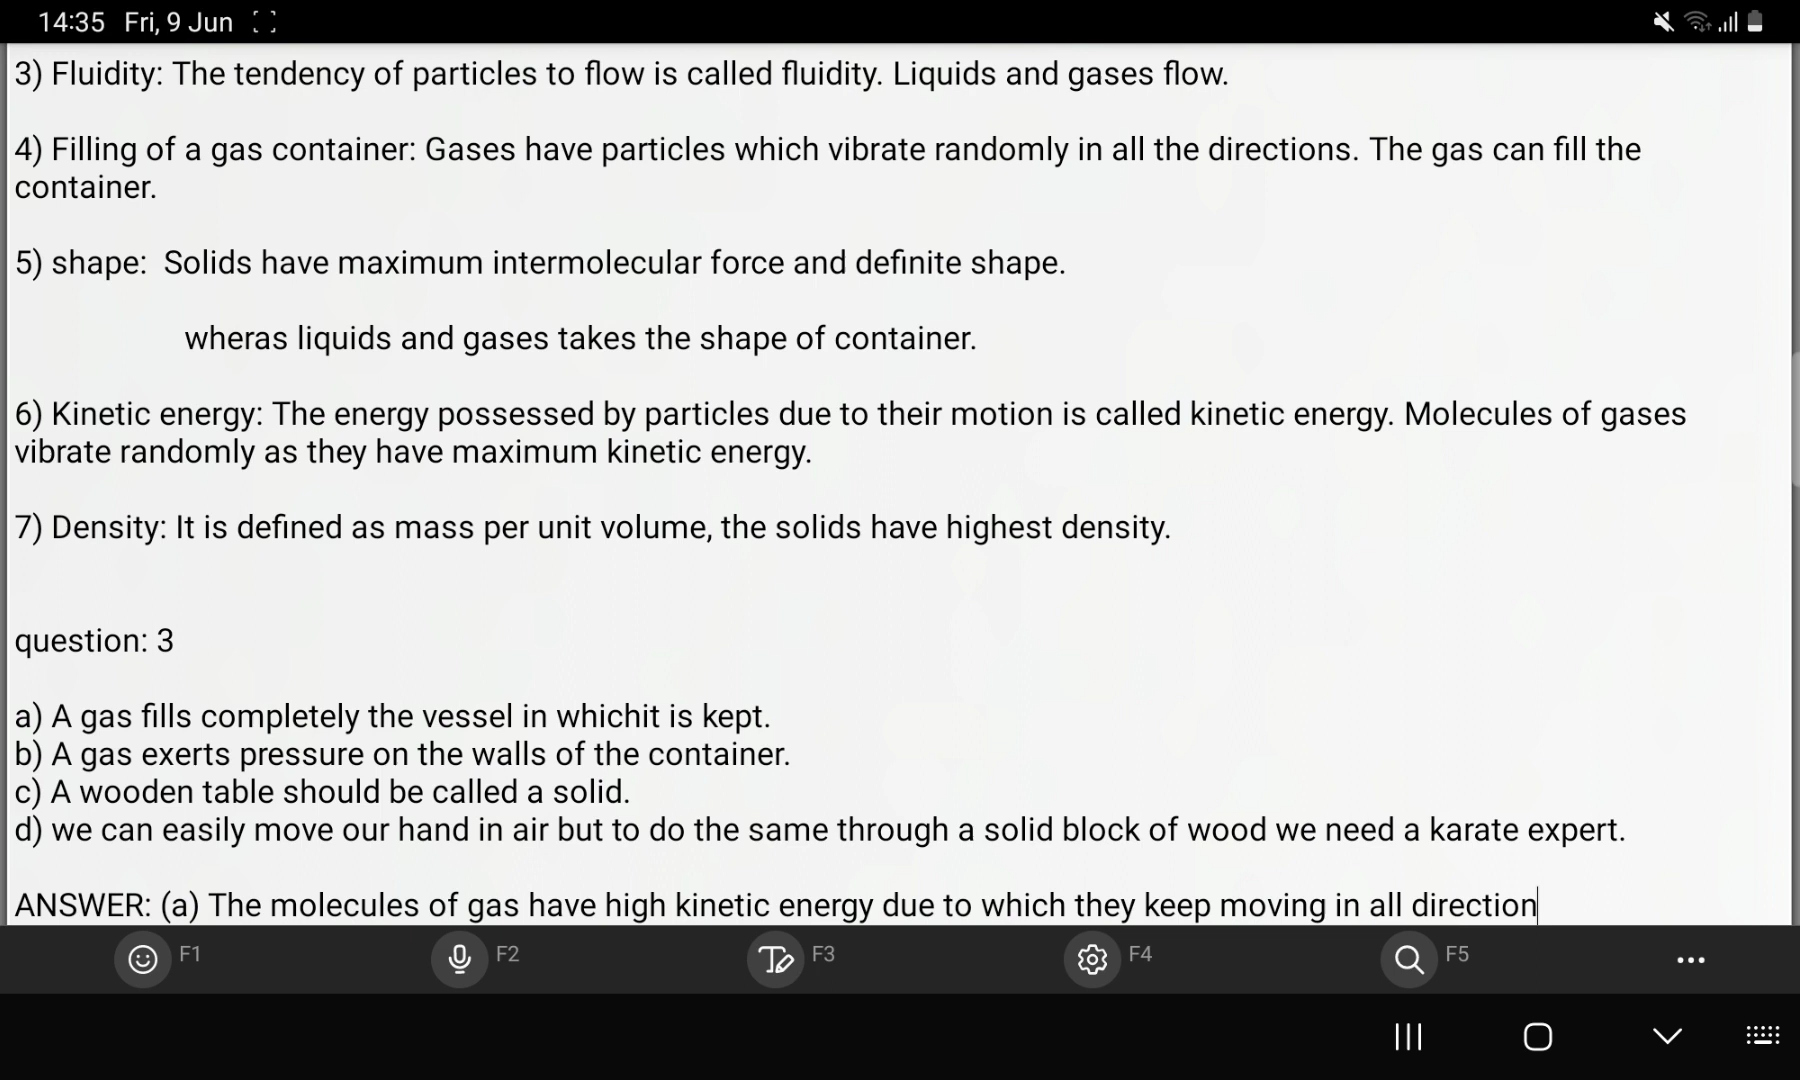 14:35 Fri, 9 Jun
3) Fluidity: The tendency of particles to flow is called fluidity. Liquids and gases flow.
4) Filling of a gas container: Gases have particles which vibrate randomly in all the directions. The gas can fill the
container.
5) shape:  Solids have maximum intermolecular force and definite shape.
wheras liquids and gases takes the shape of container.
6) Kinetic energy: The energy possessed by particles due to their motion is called kinetic energy. Molecules of gases
vibrate randomly as they have maximum kinetic energy.
7) Density: It is defined as mass per unit volume, the solids have highest density.
question: 3
a) A gas fills completely the vessel in whichit is kept.
b) A gas exerts pressure on the walls of the container.
c) A wooden table should be called a solid.
d) we can easily move our hand in air but to do the same through a solid block of wood we need a karate expert.
ANSWER: (a) The molecules of gas have high kinetic energy due to which they keep moving in all direction
F1 F2 F3 F4 F5